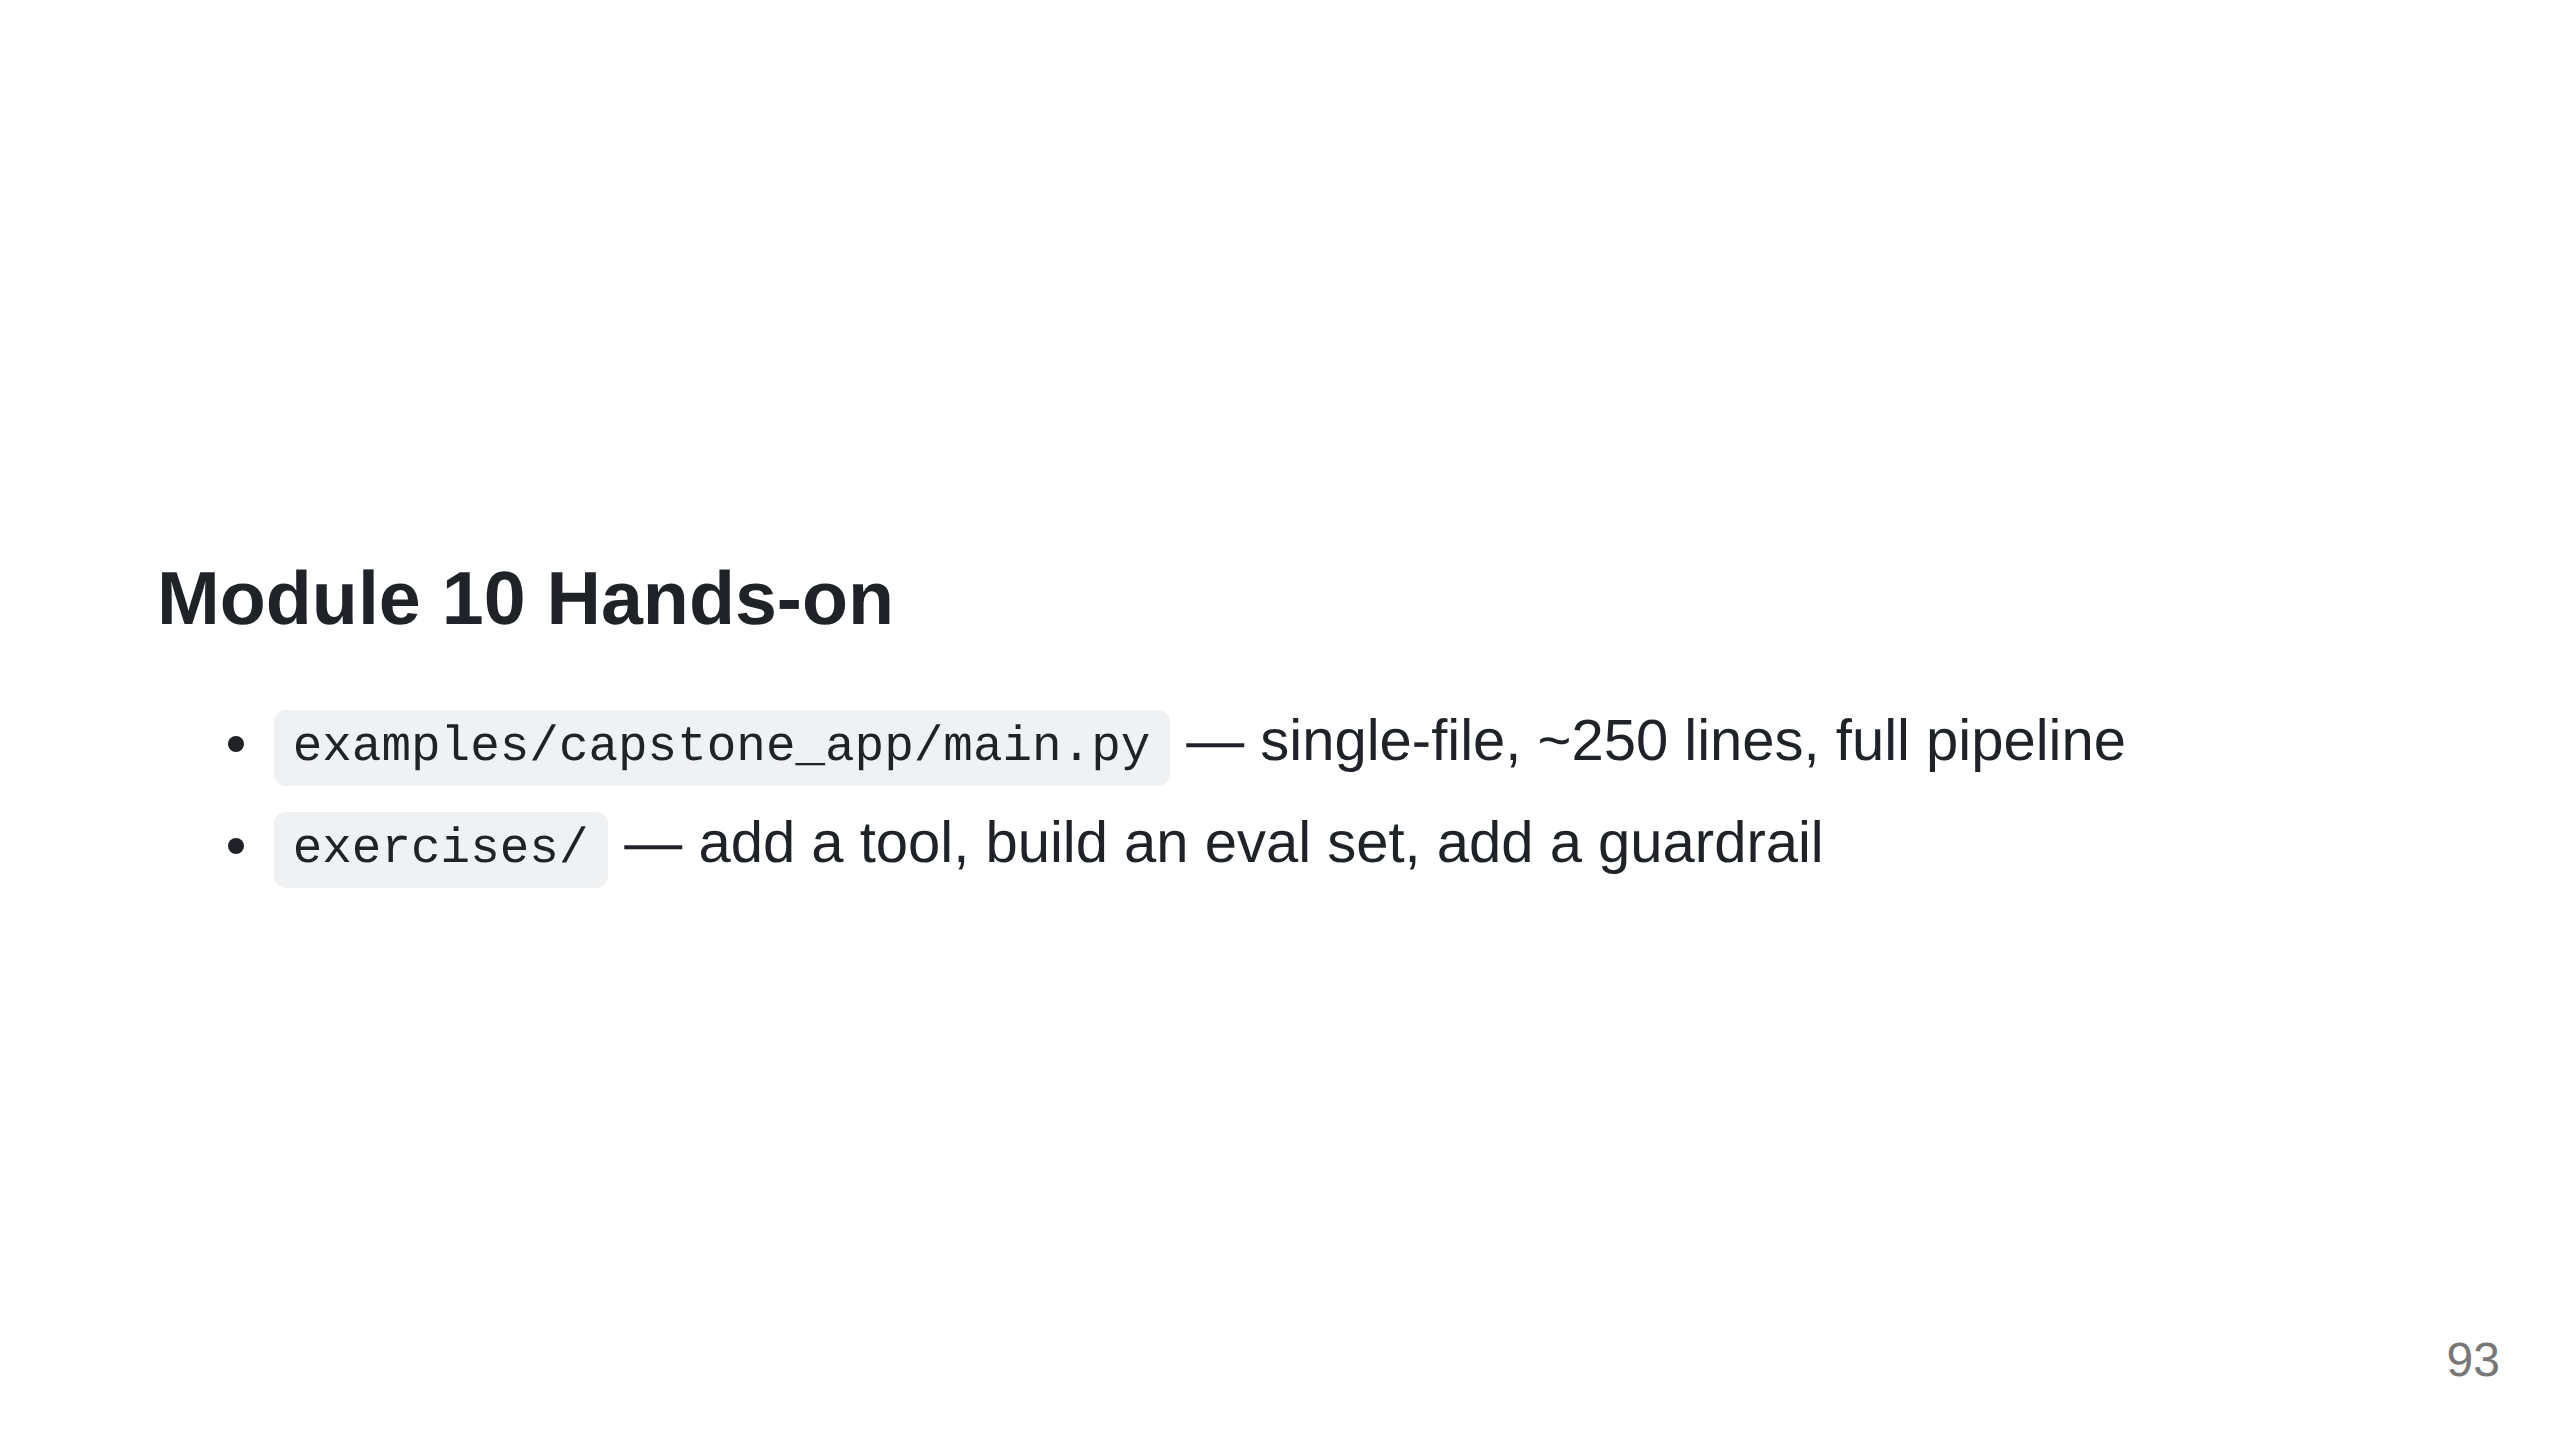 Module 10 Hands-on
• examples/capstone_app/main.py — single-file, ~250 lines, full pipeline
• exercises/ — add a tool, build an eval set, add a guardrail
93